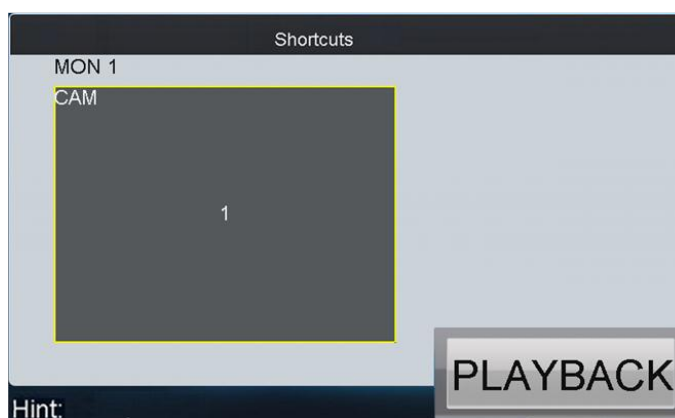 Shortcuts
MON 1
CAM
1
PLAYBACK
Hint: